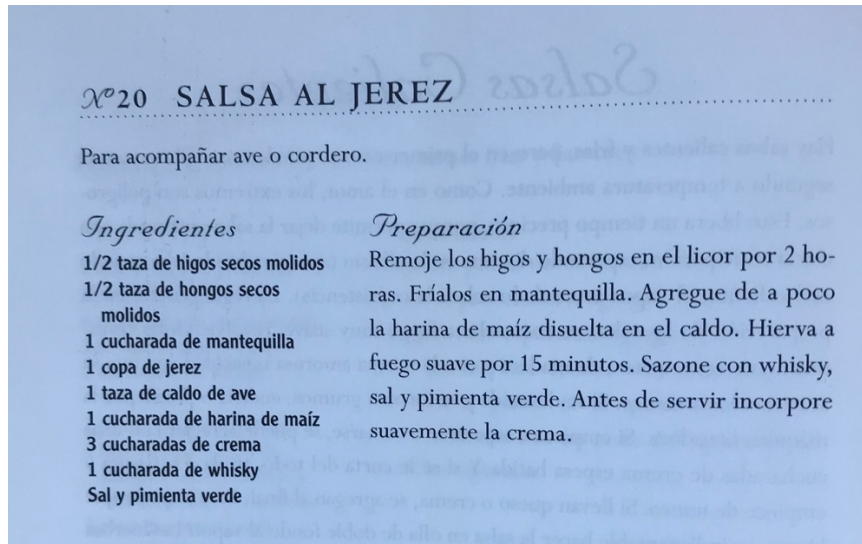 Nº20 SALSA AL JEREZ
Para acompañar ave o cordero.
Ingredientes
1/2 taza de higos secos molidos
1/2 taza de hongos secos
molidos
1 cucharada de mantequilla
1 copa de jerez
1 taza de caldo de ave
1 cucharada de harina de maíz
3 cucharadas de crema
1 cucharada de whisky
Sal y pimienta verde
Preparación
Remoje los higos y hongos en el licor por 2 ho-
ras. Fríalos en mantequilla. Agregue de a poco
la harina de maíz disuelta en el caldo. Hierva a
fuego suave por 15 minutos. Sazone con whisky,
sal y pimienta verde. Antes de servir incorpore
suavemente la crema.